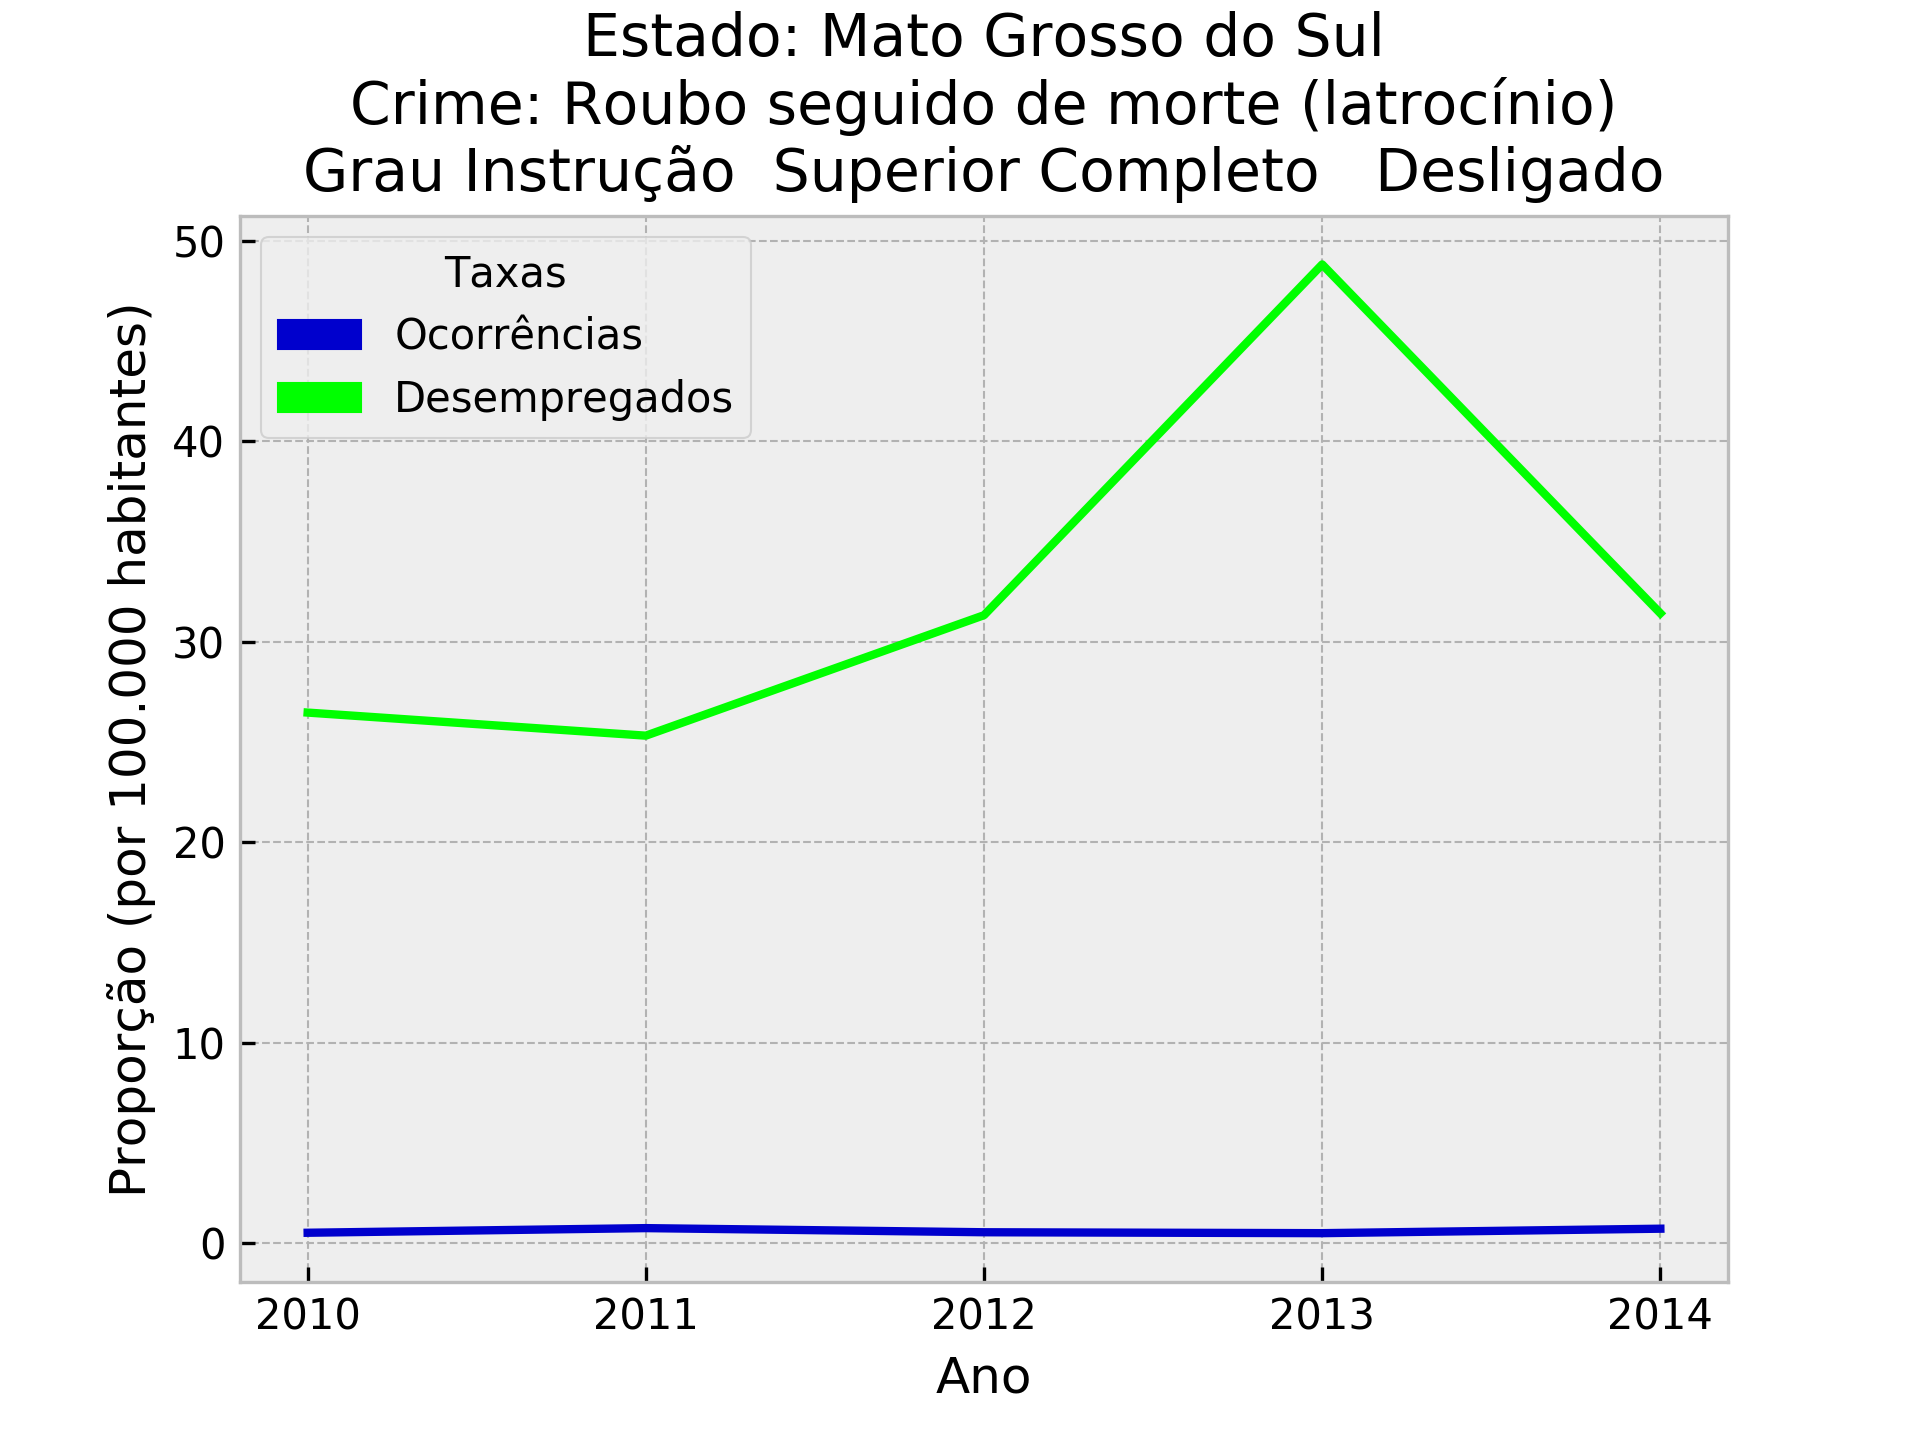 Estado: Mato Grosso do Sul
Crime: Roubo seguido de morte (latrocínio)
Grau Instrução  Superior Completo   Desligado
Proporção (por 100.000 habitantes)
50
40
30
20
10
0
Taxas
Ocorrências
Desempregados
2010
2011
2012
2013
2014
Ano